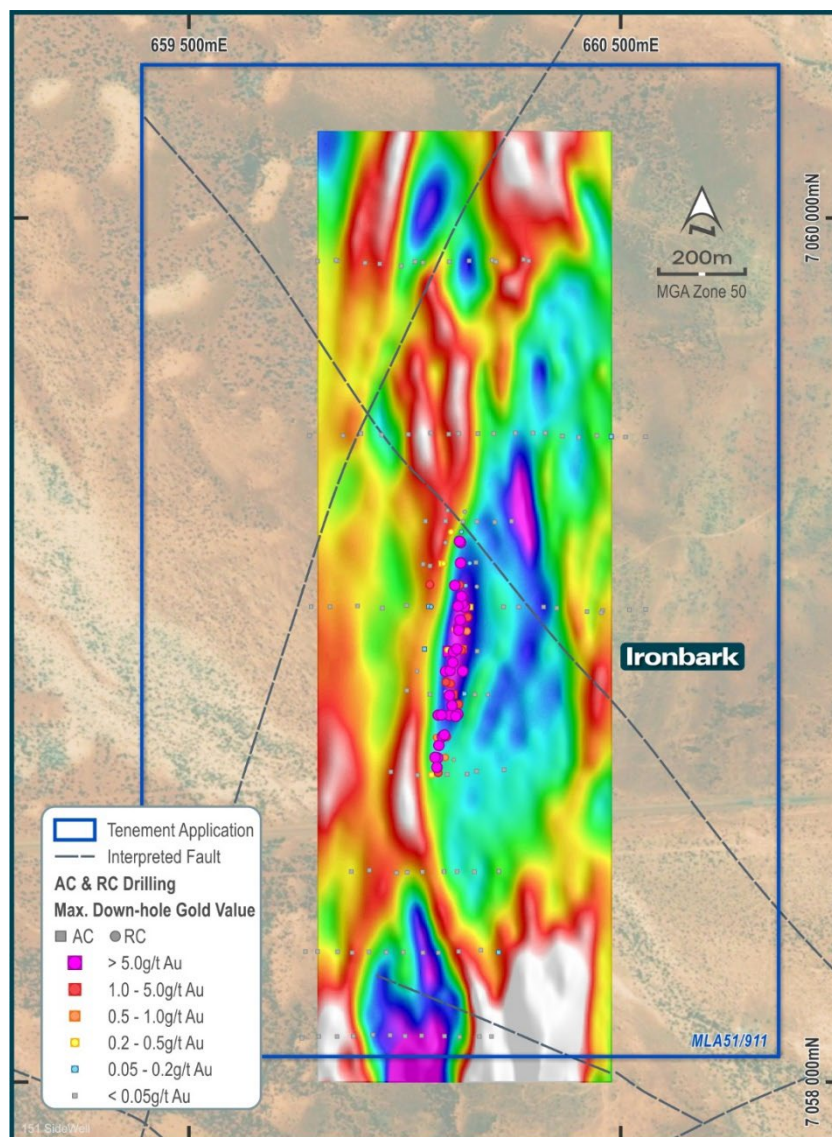 659 500mE
660 500mE
7 060 000mN
N
200m
MGA Zone 50
Ironbark
Tenement Application
Interpreted Fault
AC & RC Drilling
Max. Down-hole Gold Value
AC RC
> 5.0g/t Au
1.0 - 5.0g/t Au
0.5 - 1.0g/t Au
0.2 - 0.5g/t Au
0.05 - 0.2g/t Au
< 0.05g/t Au
MLA51/911
7 058 000mN
151 SideWell